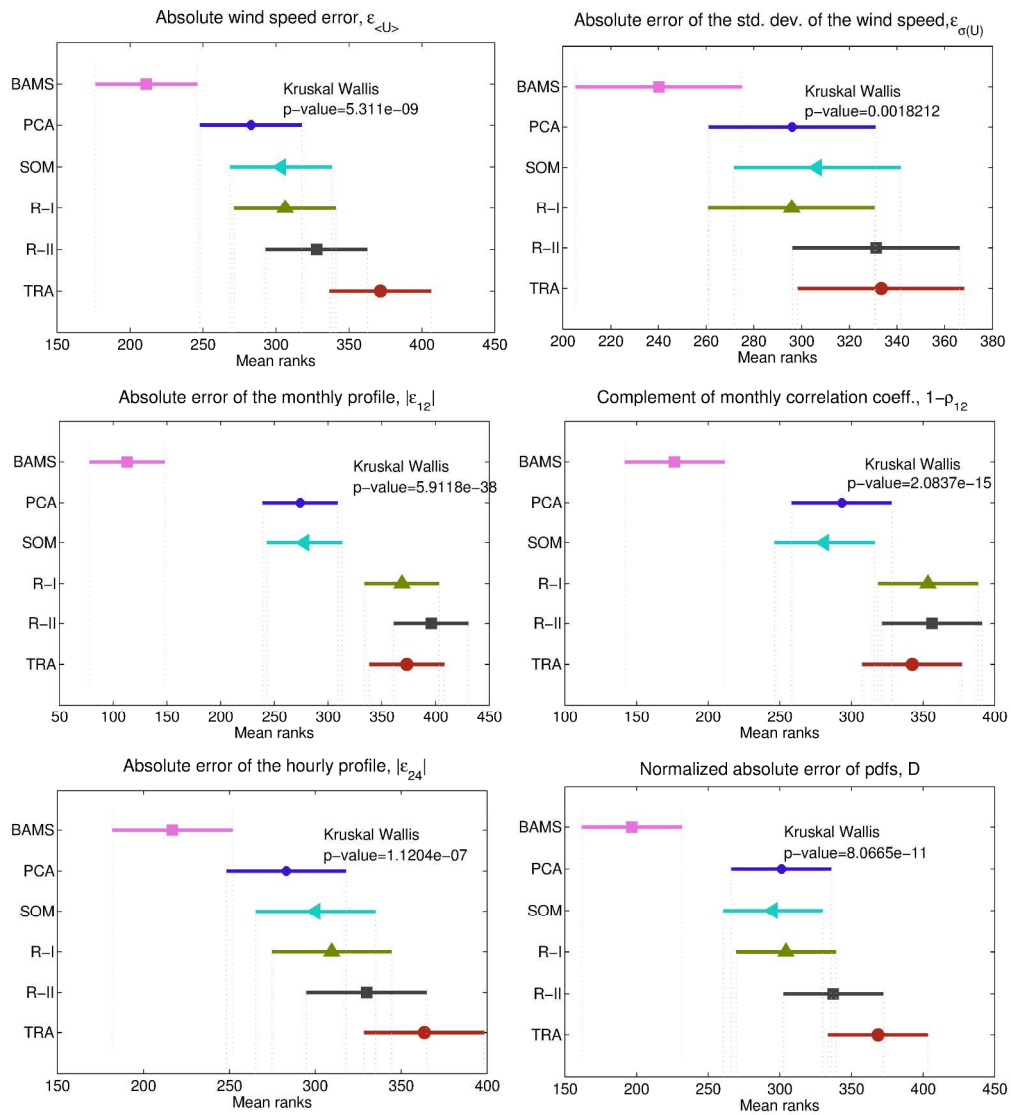 Absolute wind speed error, ε<U>
BAMS
PCA
SOM
R-I
R-II
TRA
Kruskal Wallis
p-value=5.311e-09
150 200 250 300 350 400 450
Mean ranks
Absolute error of the std. dev. of the wind speed,εσ(U)
BAMS
PCA
SOM
R-I
R-II
TRA
Kruskal Wallis
p-value=0.0018212
200 220 240 260 280 300 320 340 360 380
Mean ranks
Absolute error of the monthly profile, |ε12|
BAMS
PCA
SOM
R-I
R-II
TRA
Kruskal Wallis
p-value=5.9118e-38
50 100 150 200 250 300 350 400 450
Mean ranks
Complement of monthly correlation coeff., 1-ρ12
BAMS
PCA
SOM
R-I
R-II
TRA
Kruskal Wallis
p-value=2.0837e-15
100 150 200 250 300 350 400
Mean ranks
Absolute error of the hourly profile, |ε24|
BAMS
PCA
SOM
R-I
R-II
TRA
Kruskal Wallis
p-value=1.1204e-07
150 200 250 300 350 400
Mean ranks
Normalized absolute error of pdfs, D
BAMS
PCA
SOM
R-I
R-II
TRA
Kruskal Wallis
p-value=8.0665e-11
150 200 250 300 350 400 450
Mean ranks